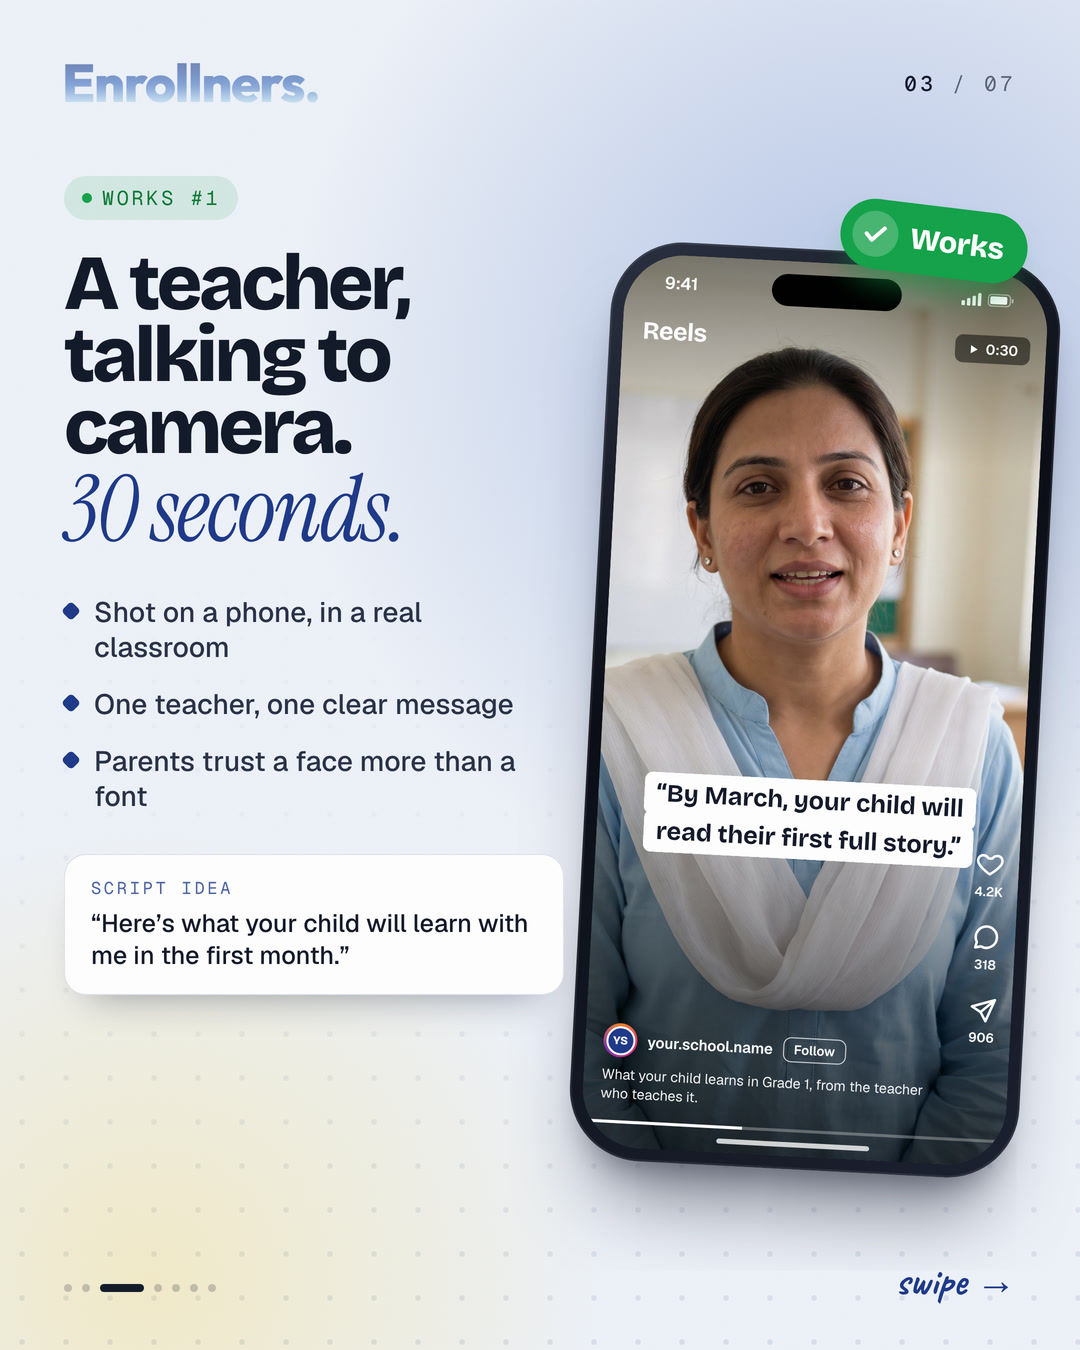 Enrollners.
03 / 07
WORKS #1
A teacher,
talking to
camera.
30 seconds.
Shot on a phone, in a real
classroom
One teacher, one clear message
Parents trust a face more than a
font
SCRIPT IDEA
“Here’s what your child will learn with
me in the first month.”
Works
9:41
Reels
0:30
“By March, your child will
read their first full story.”
4.2K
318
906
YS
your.school.name
Follow
What your child learns in Grade 1, from the teacher
who teaches it.
swipe →